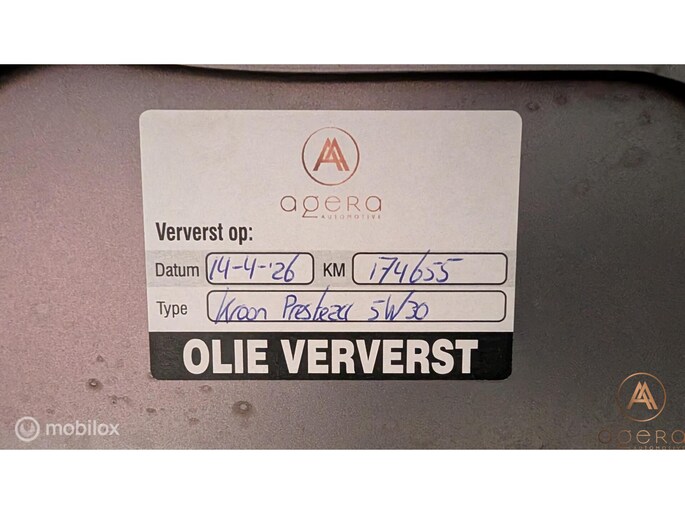 agera
AUTOMOTIVE
Ververst op:
Datum 14-4-'26 KM 174655
Type Kroon Presteza 5W30
OLIE VERVERST
mobilox
agera
AUTOMOTIVE